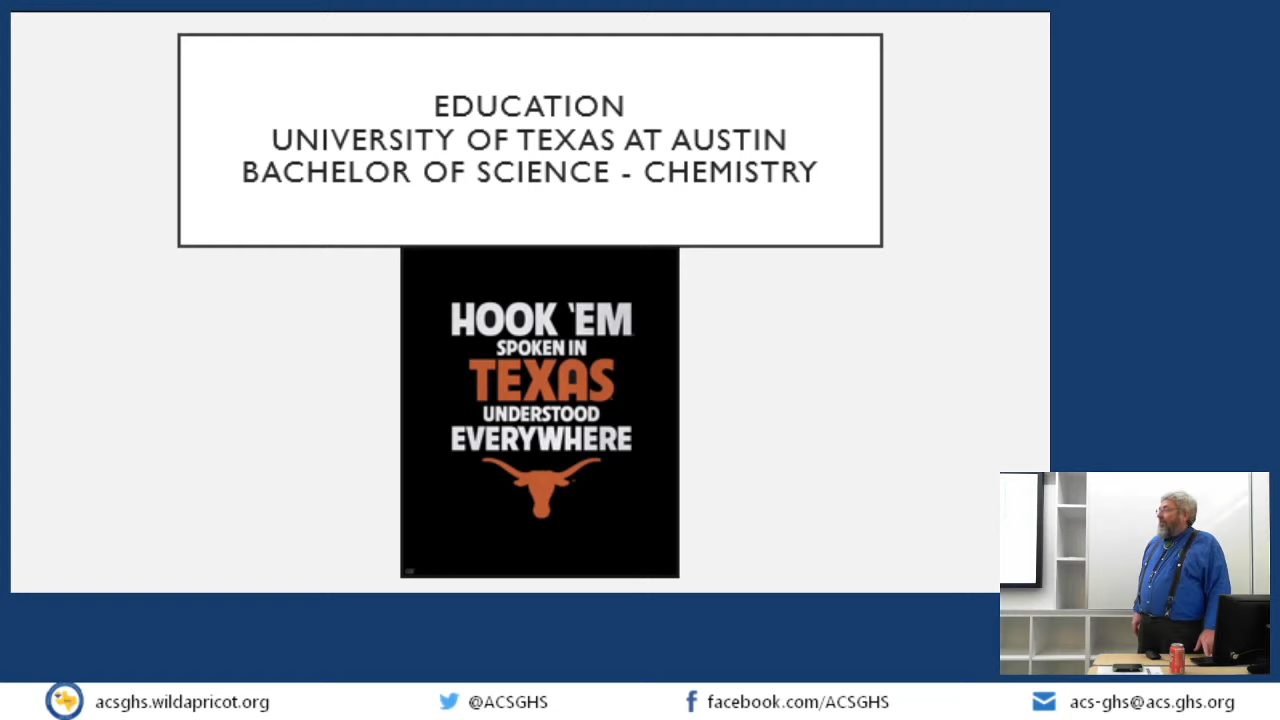 EDUCATION
UNIVERSITY OF TEXAS AT AUSTIN
BACHELOR OF SCIENCE - CHEMISTRY
HOOK 'EM
SPOKEN IN
TEXAS
UNDERSTOOD
EVERYWHERE
acsghs.wildapricot.org
@ACSGHS
facebook.com/ACSGHS
acs-ghs@acs.ghs.org